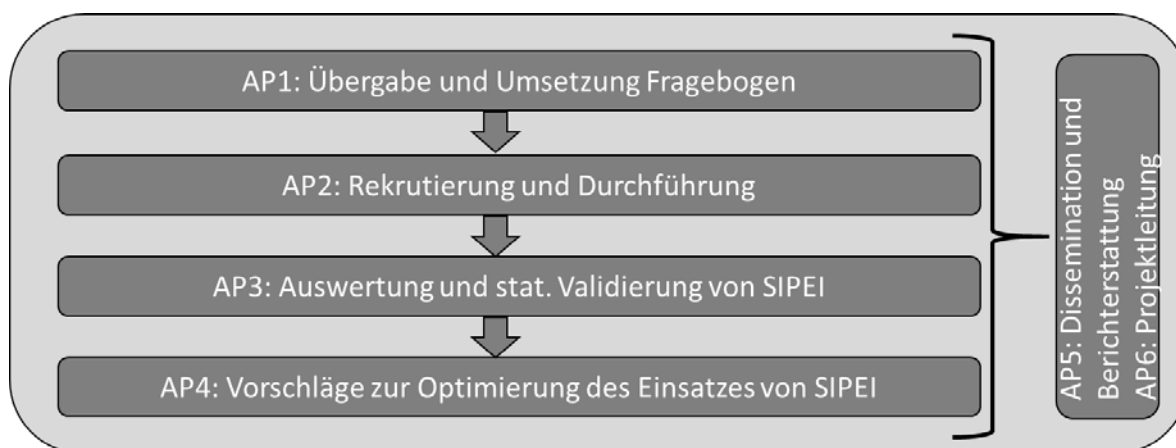 AP1: Übergabe und Umsetzung Fragebogen
AP2: Rekrutierung und Durchführung
AP3: Auswertung und stat. Validierung von SIPEI
AP4: Vorschläge zur Optimierung des Einsatzes von SIPEI
AP5: Dissemination und
Berichterstattung
AP6: Projektleitung